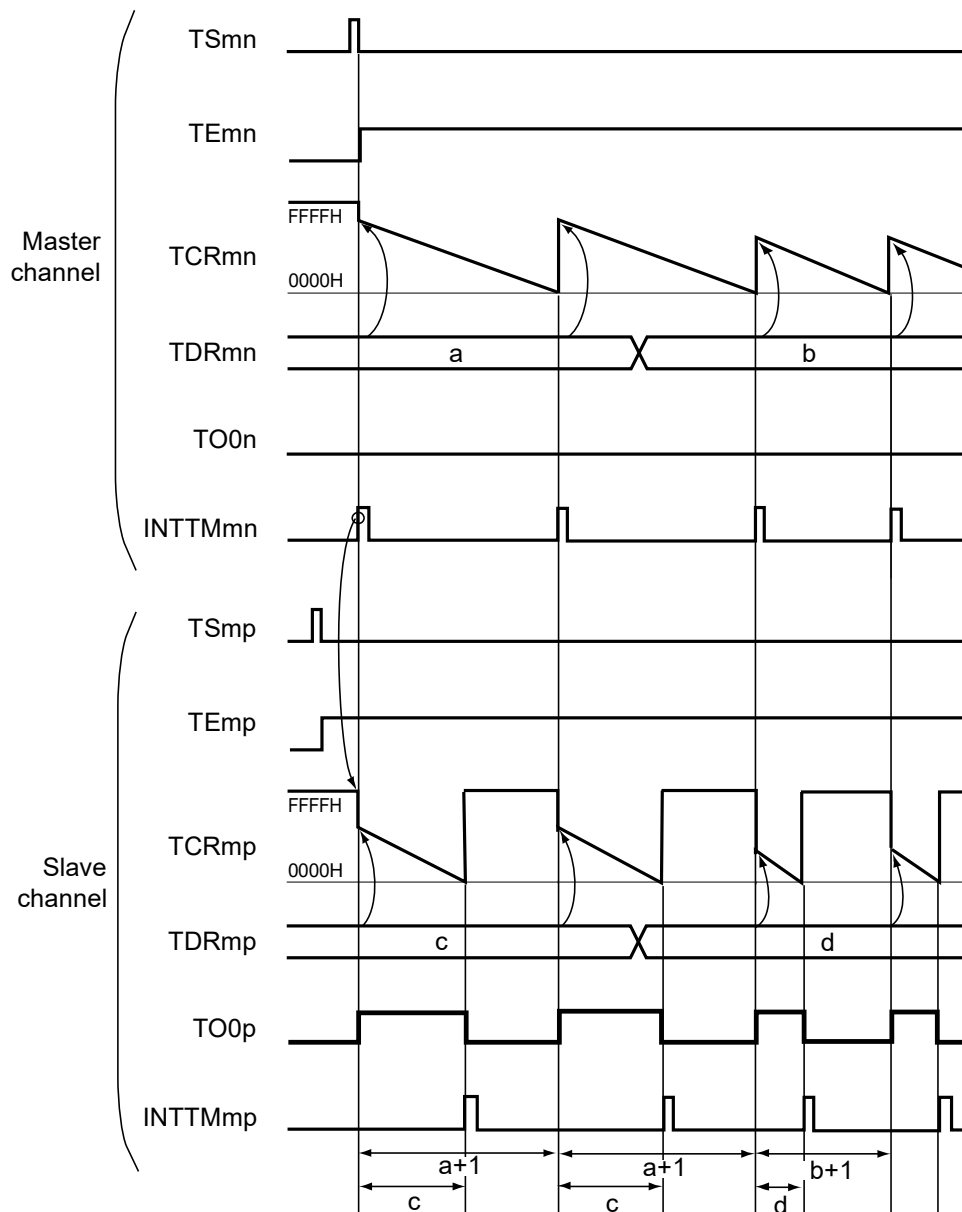 Master
channel
TSmn
TEmn
TCRmn
FFFFH
0000H
TDRmn
a
b
TO0n
INTTMmn
Slave
channel
TSmp
TEmp
TCRmp
FFFFH
0000H
TDRmp
c
d
TO0p
INTTMmp
a+1
a+1
b+1
c
c
d